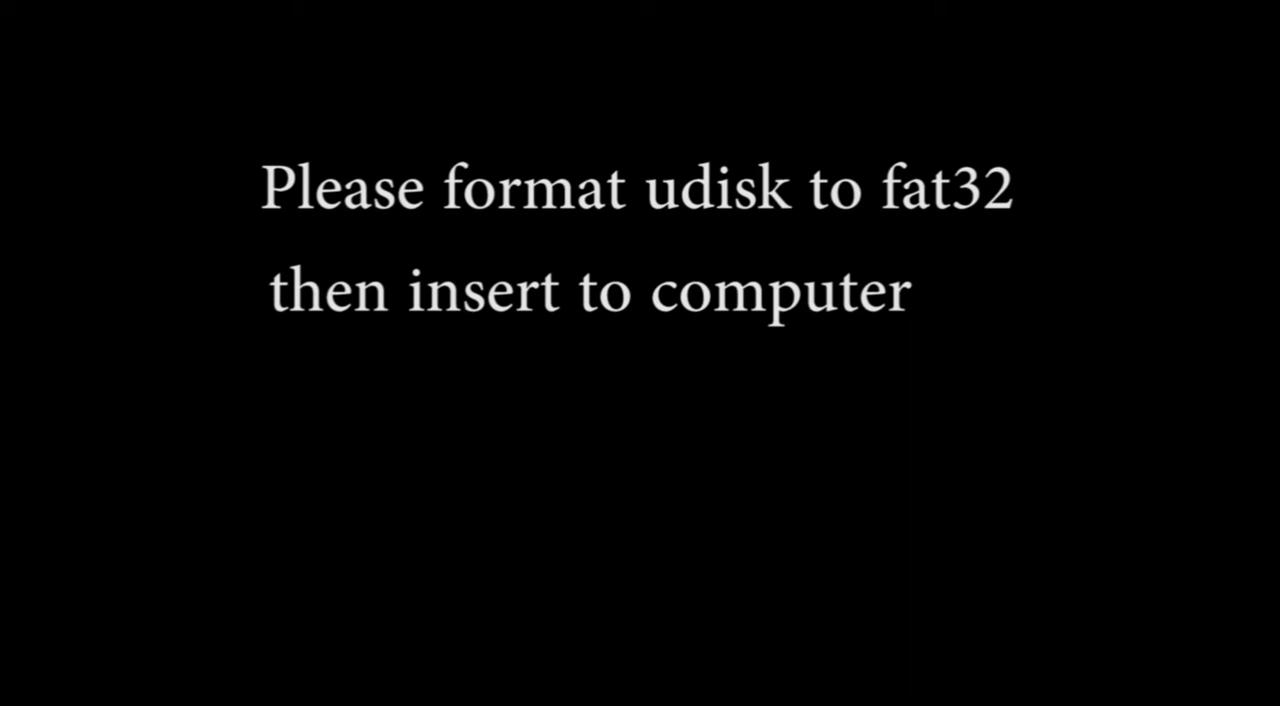 Please format udisk to fat32
then insert to computer